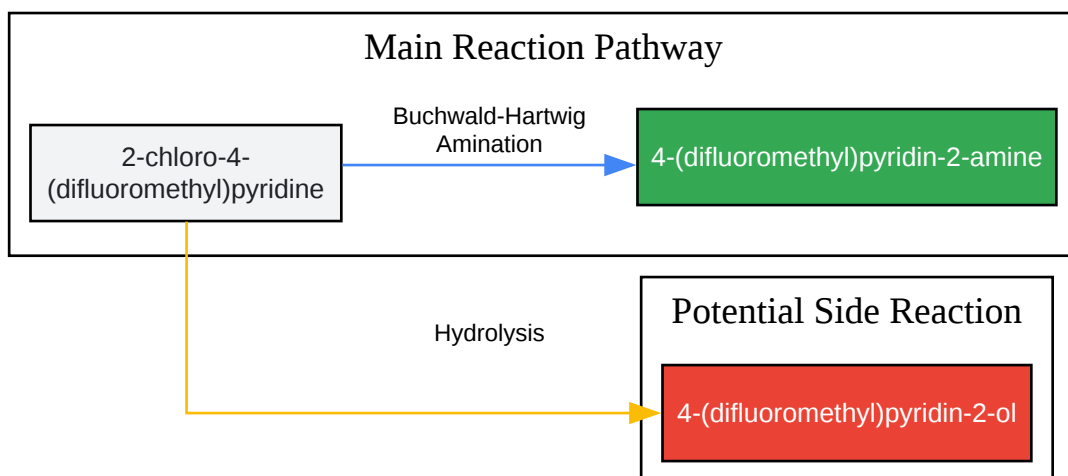 Main Reaction Pathway
Buchwald-Hartwig
Amination
2-chloro-4-
(difluoromethyl)pyridine
4-(difluoromethyl)pyridin-2-amine
Potential Side Reaction
Hydrolysis
4-(difluoromethyl)pyridin-2-ol